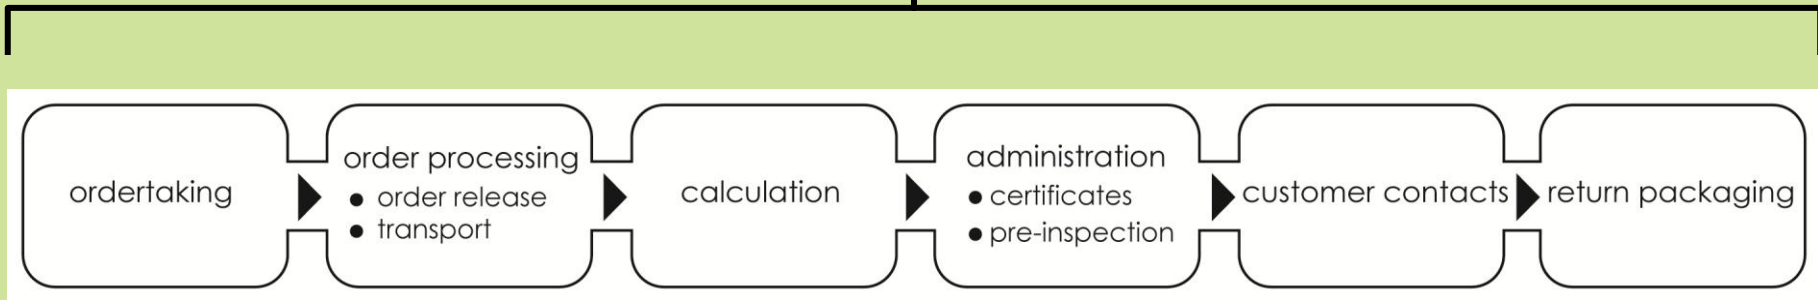 ordertaking
order processing
● order release
● transport
calculation
administration
● certificates
● pre-inspection
customer contacts
return packaging